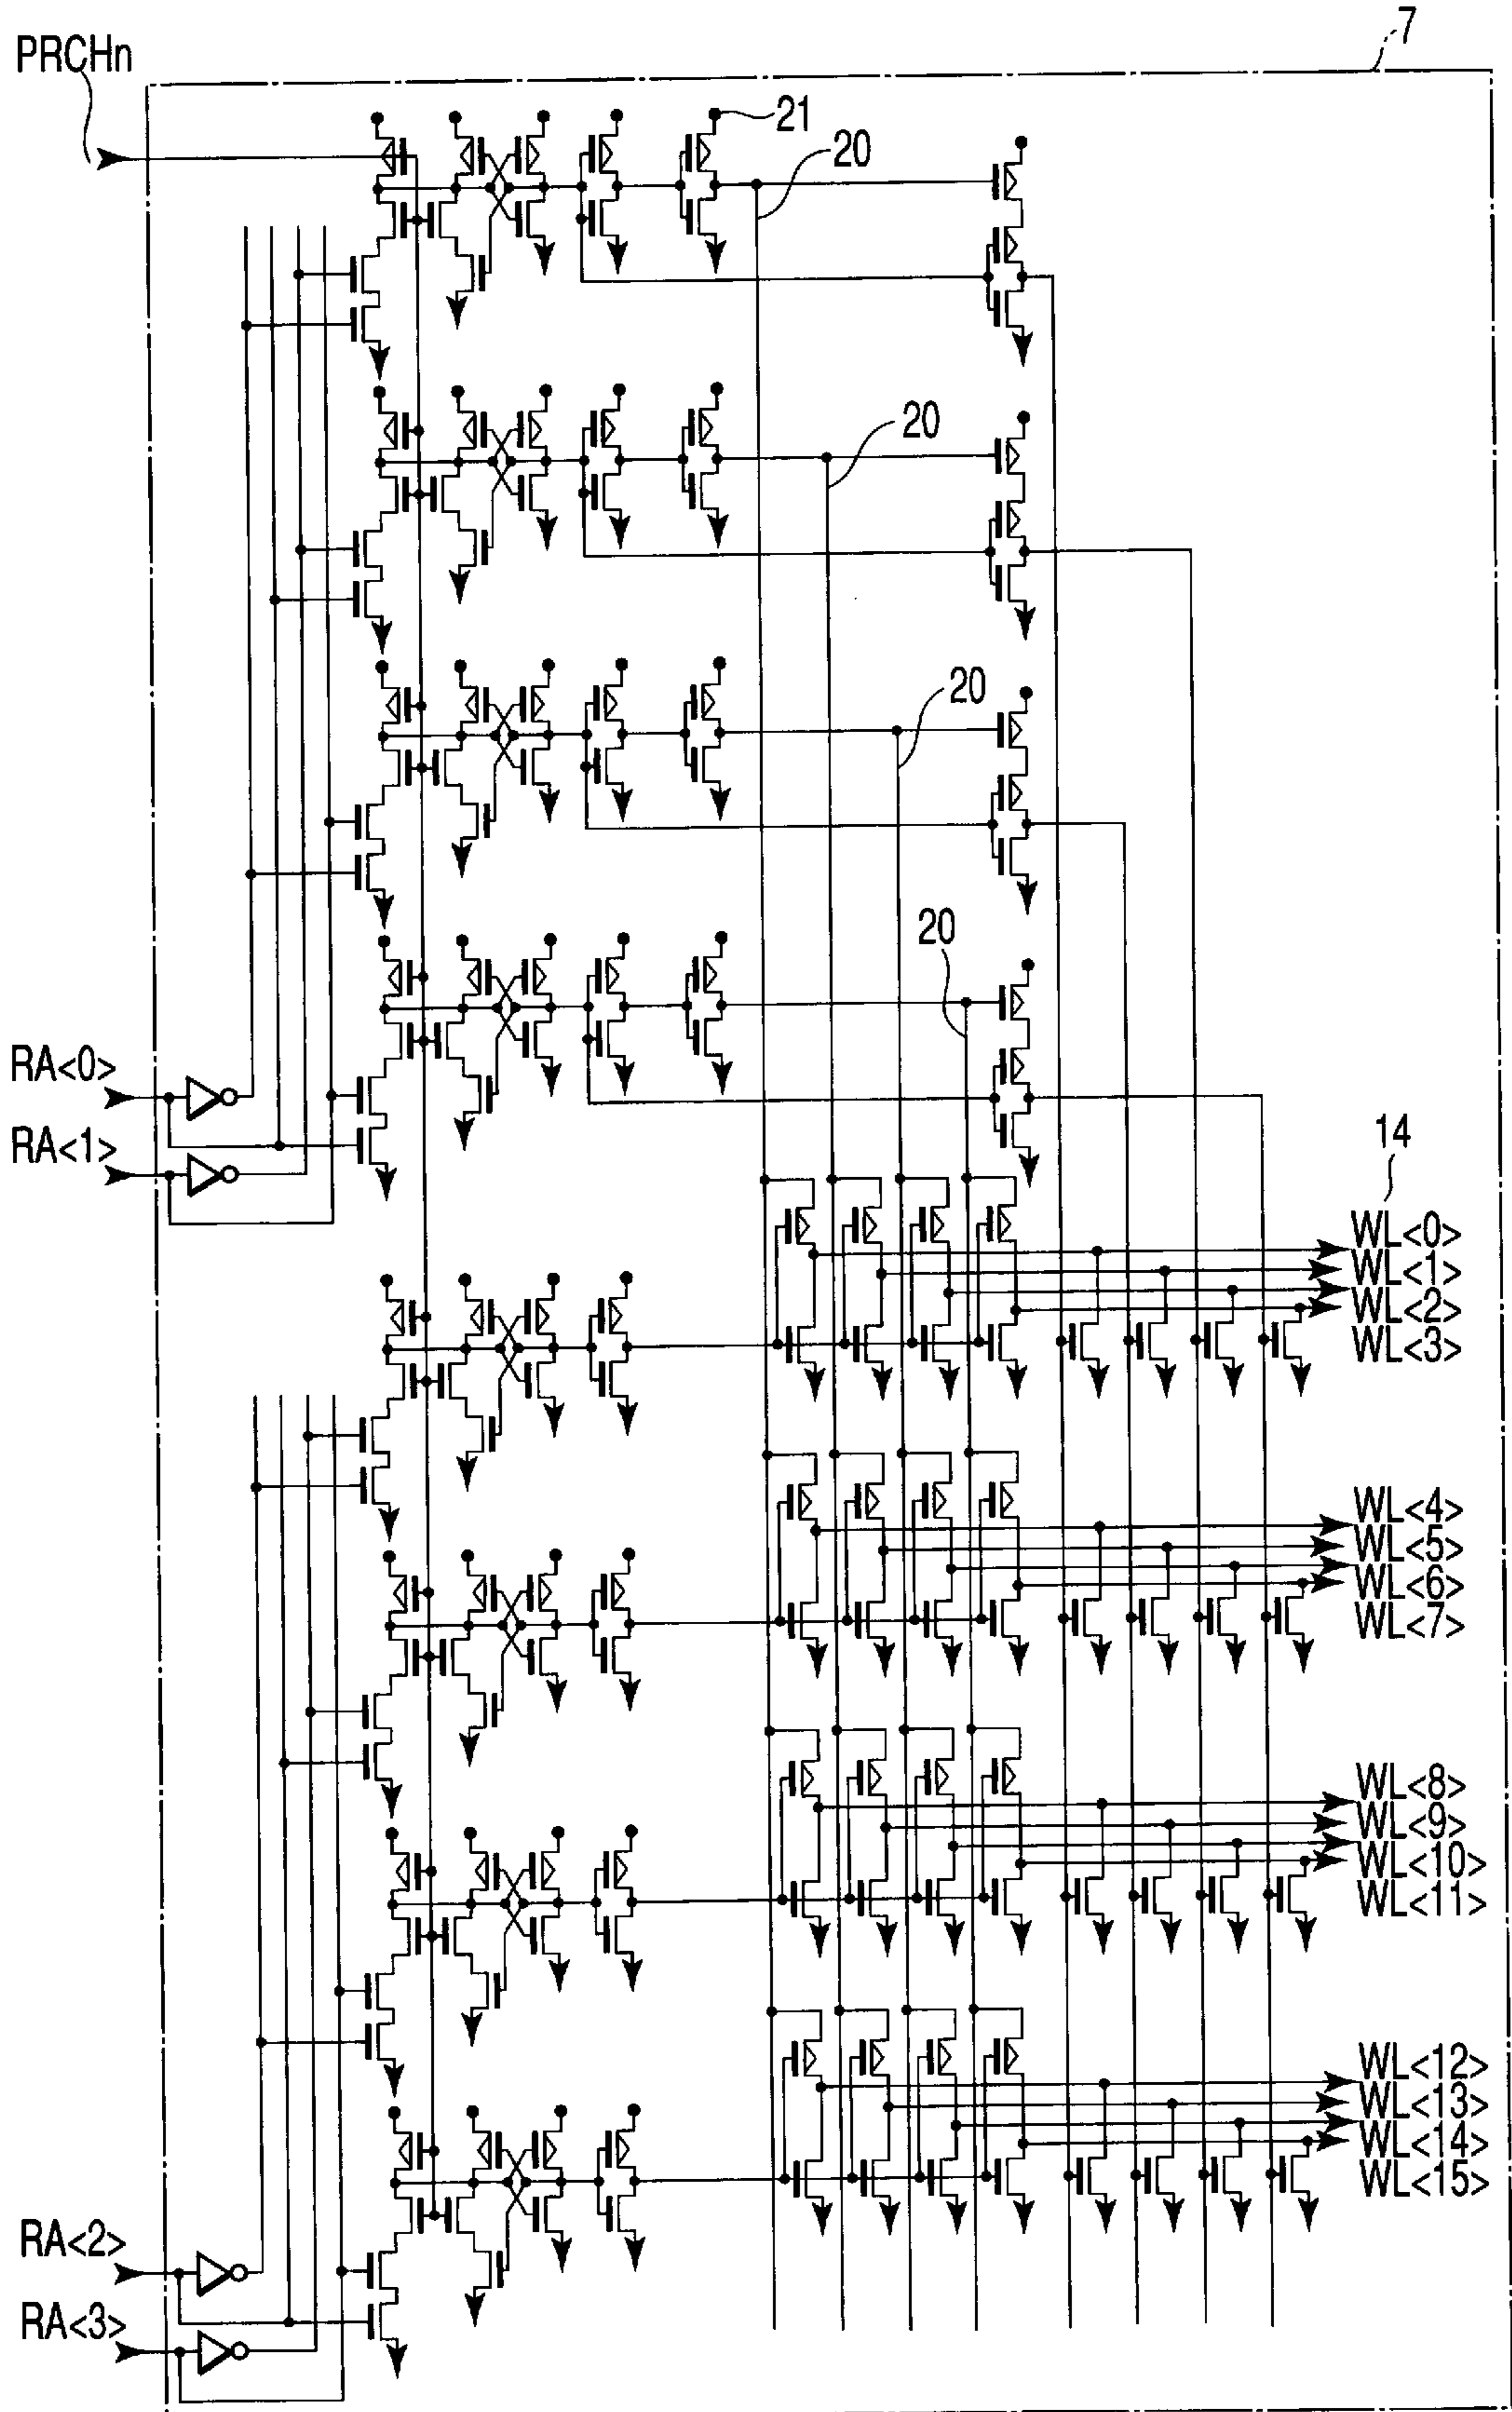 7
PRCHn
21
20
20
20
20
RA<0>
RA<1>
14
WL<0>
WL<1>
WL<2>
WL<3>
WL<4>
WL<5>
WL<6>
WL<7>
WL<8>
WL<9>
WL<10>
WL<11>
WL<12>
WL<13>
WL<14>
WL<15>
RA<2>
RA<3>